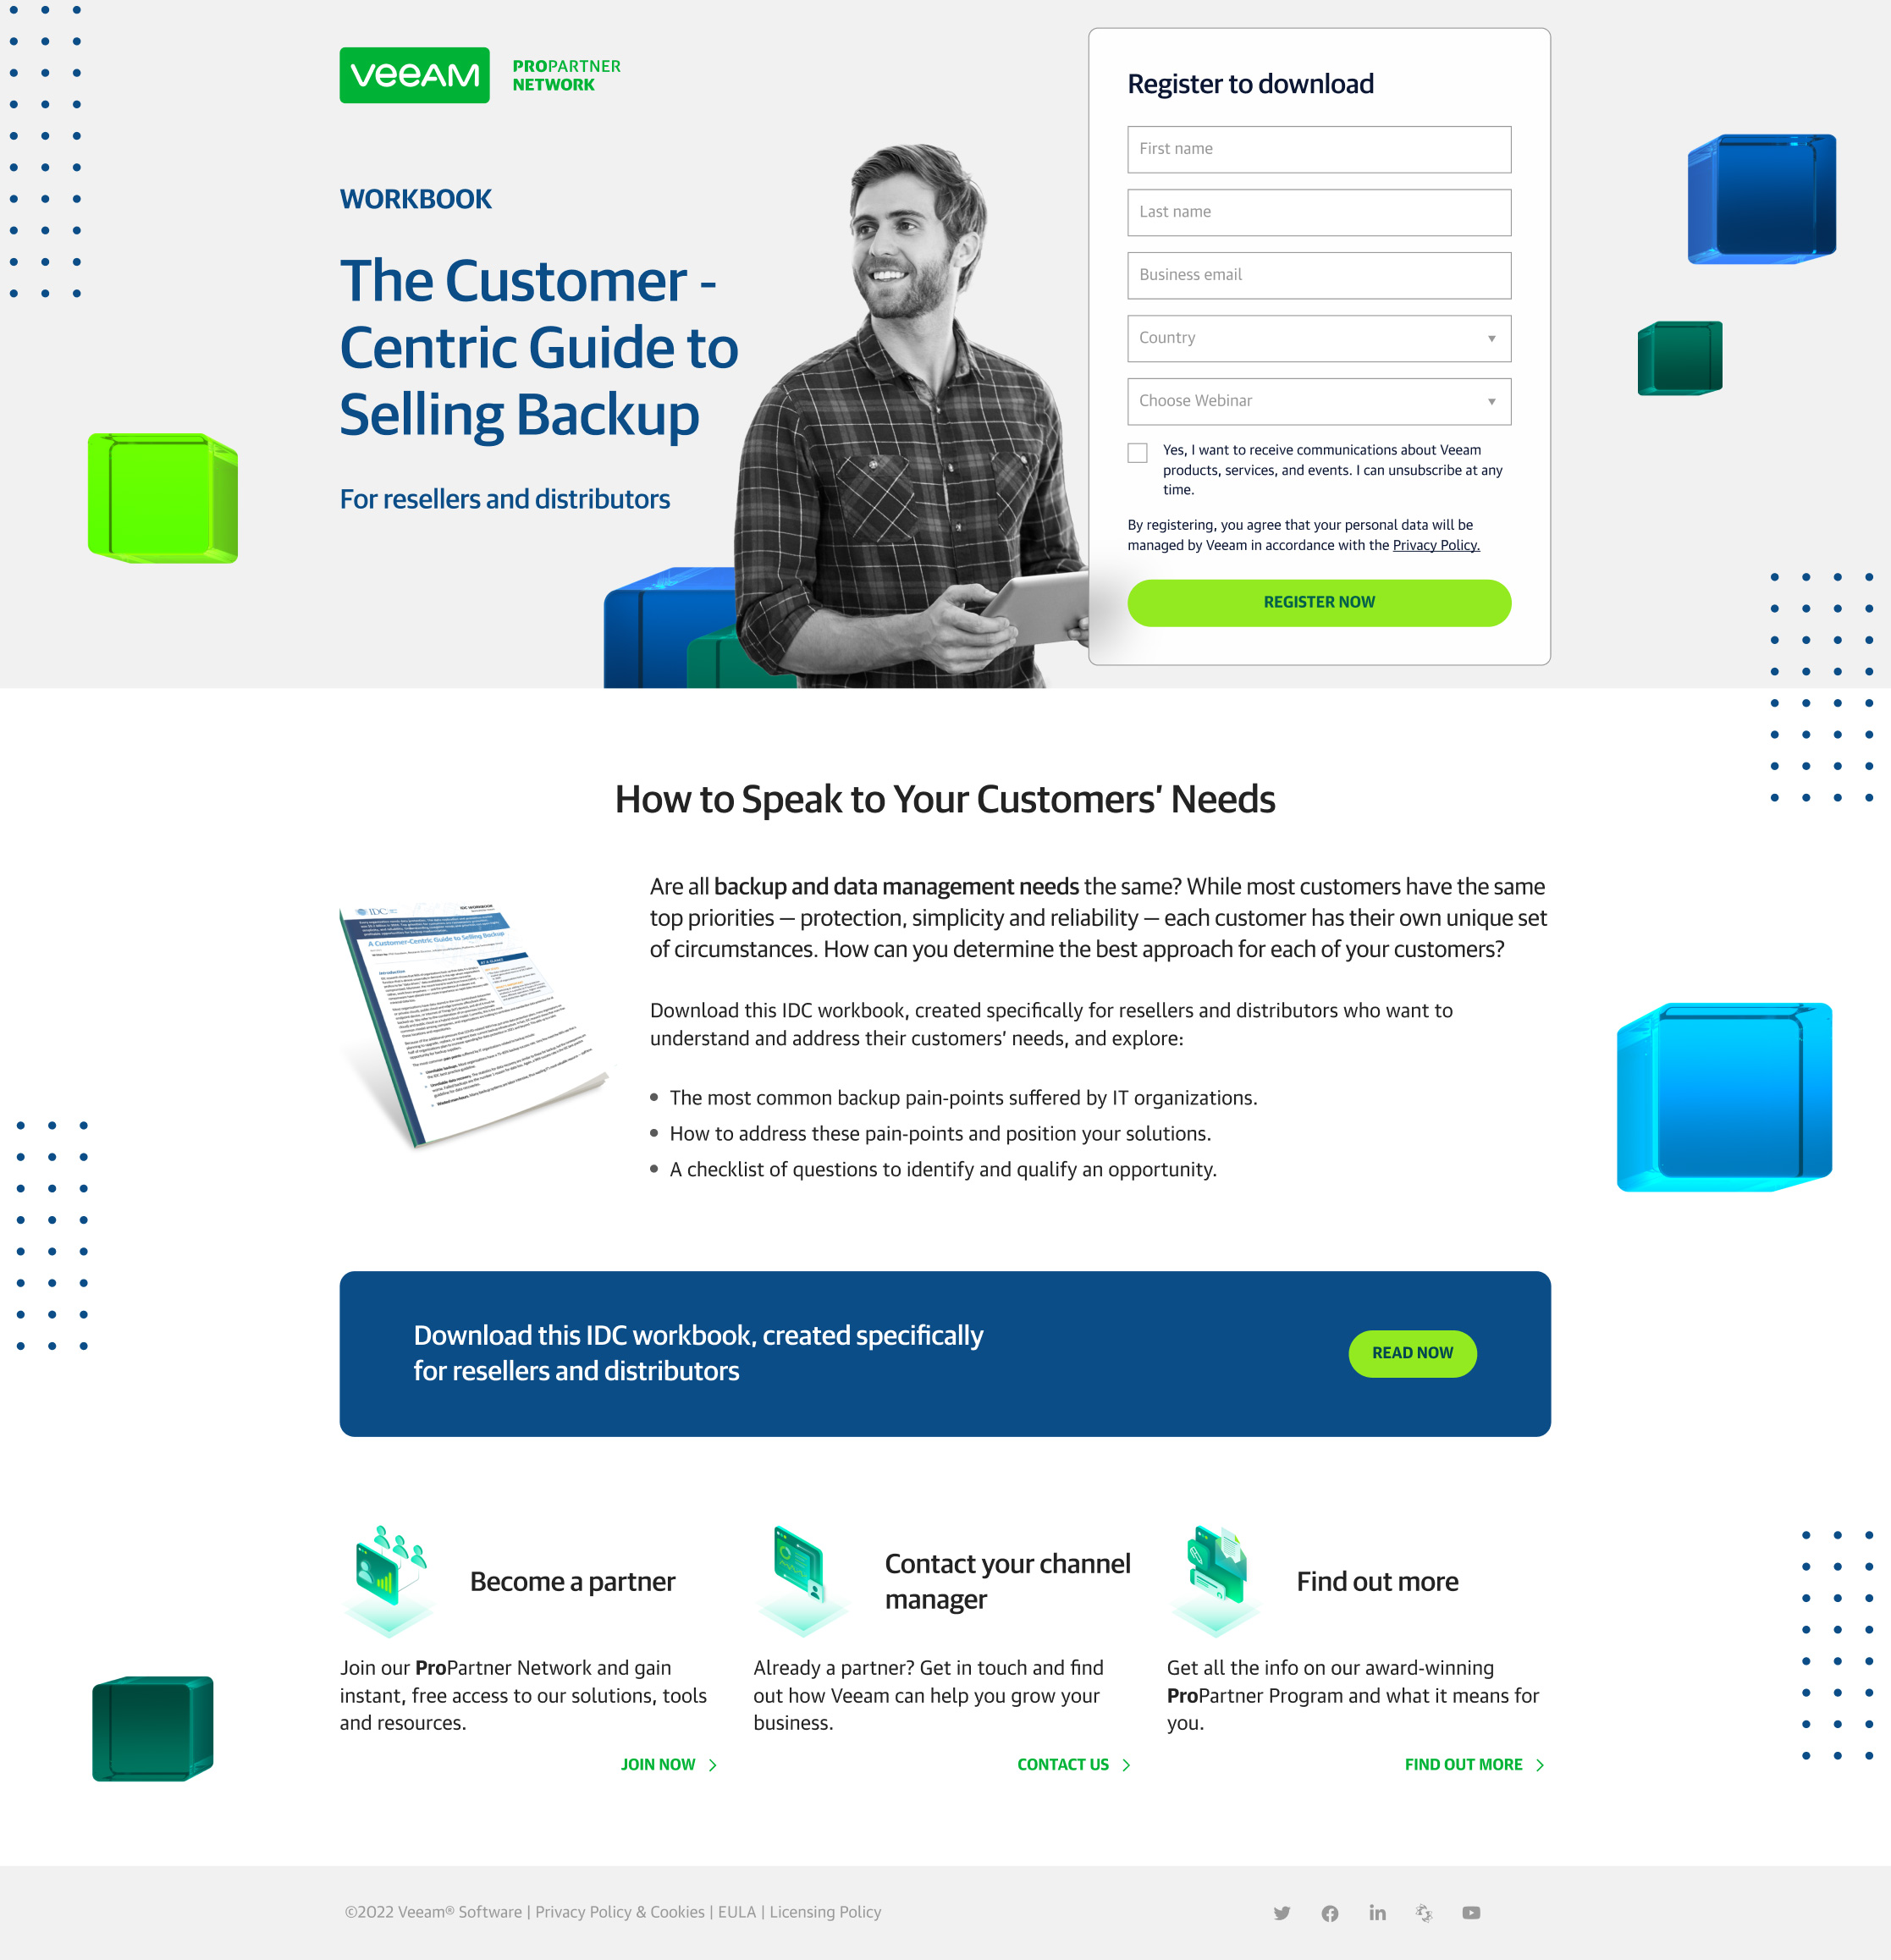 veeAM
PROPARTNER
NETWORK
WORKBOOK
The Customer -
Centric Guide to
Selling Backup
For resellers and distributors
Register to download
First name
Last name
Business email
Country
Choose Webinar
Yes, I want to receive communications about Veeam
products, services, and events. I can unsubscribe at any
time.
By registering, you agree that your personal data will be
managed by Veeam in accordance with the Privacy Policy.
REGISTER NOW
How to Speak to Your Customers’ Needs
IDC
IDC WORKBOOK
A Customer-Centric Guide to Selling Backup
Introduction
Are all backup and data management needs the same? While most customers have the same
top priorities — protection, simplicity and reliability — each customer has their own unique set
of circumstances. How can you determine the best approach for each of your customers?
Download this IDC workbook, created specifically for resellers and distributors who want to
understand and address their customers’ needs, and explore:
The most common backup pain-points suffered by IT organizations.
How to address these pain-points and position your solutions.
A checklist of questions to identify and qualify an opportunity.
Download this IDC workbook, created specifically
for resellers and distributors
READ NOW
Become a partner
Join our ProPartner Network and gain
instant, free access to our solutions, tools
and resources.
JOIN NOW
Contact your channel
manager
Already a partner? Get in touch and find
out how Veeam can help you grow your
business.
CONTACT US
Find out more
Get all the info on our award-winning
ProPartner Program and what it means for
you.
FIND OUT MORE
©2022 Veeam® Software | Privacy Policy & Cookies | EULA | Licensing Policy